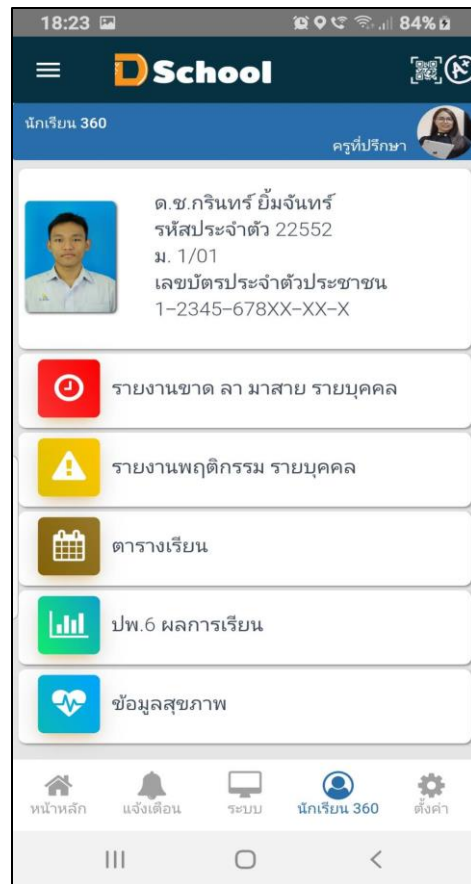 18:23
84%
DSchool
นักเรียน 360
ครูที่ปรึกษา
ด.ช.กรินทร์ ยิ้มจันทร์
รหัสประจำตัว 22552
ม. 1/01
เลขบัตรประจำตัวประชาชน
1-2345-678XX-XX-X
รายงานขาด ลา มาสาย รายบุคคล
รายงานพฤติกรรม รายบุคคล
ตารางเรียน
ปพ.6 ผลการเรียน
ข้อมูลสุขภาพ
หน้าหลัก
แจ้งเตือน
ระบบ
นักเรียน 360
ตั้งค่า